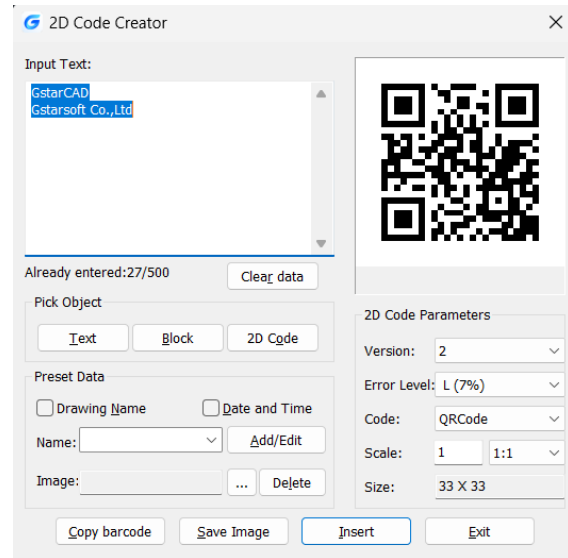 2D Code Creator
Input Text:
GstarCAD
Gstarsoft Co.,Ltd
Already entered:27/500
Clear data
Pick Object
Text
Block
2D Code
Preset Data
Drawing Name
Date and Time
Name:
Add/Edit
Image:
...
Delete
2D Code Parameters
Version:
2
Error Level:
L (7%)
Code:
QRCode
Scale:
1
1:1
Size:
33 X 33
Copy barcode
Save Image
Insert
Exit